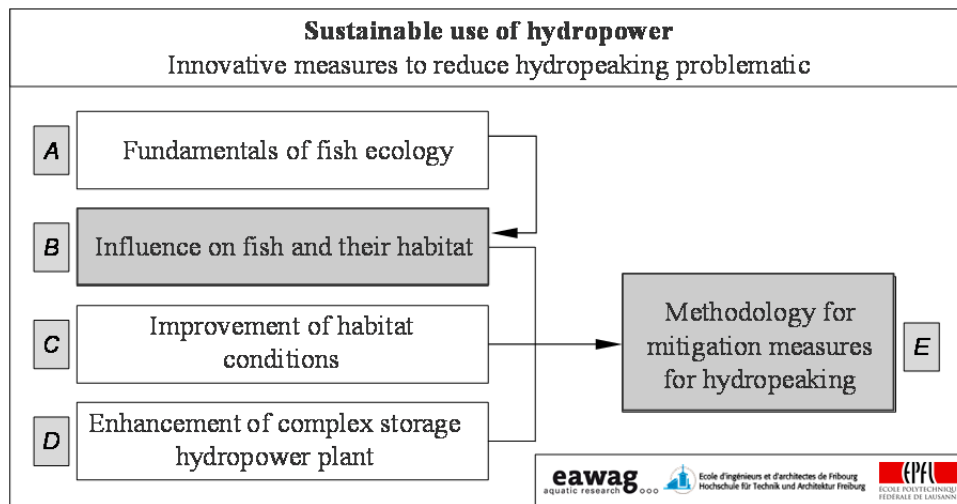 Sustainable use of hydropower
Innovative measures to reduce hydropeaking problematic
A
Fundamentals of fish ecology
B
Influence on fish and their habitat
C
Improvement of habitat
conditions
D
Enhancement of complex storage
hydropower plant
Methodology for
mitigation measures
for hydropeaking
E
eawag
aquatic research ooo
Ecole d'ingénieurs et d'architectes de Fribourg
Hochschule für Technik und Architektur Freiburg
EPFL
ECOLE POLYTECHNIQUE
FÉDÉRALE DE LAUSANNE